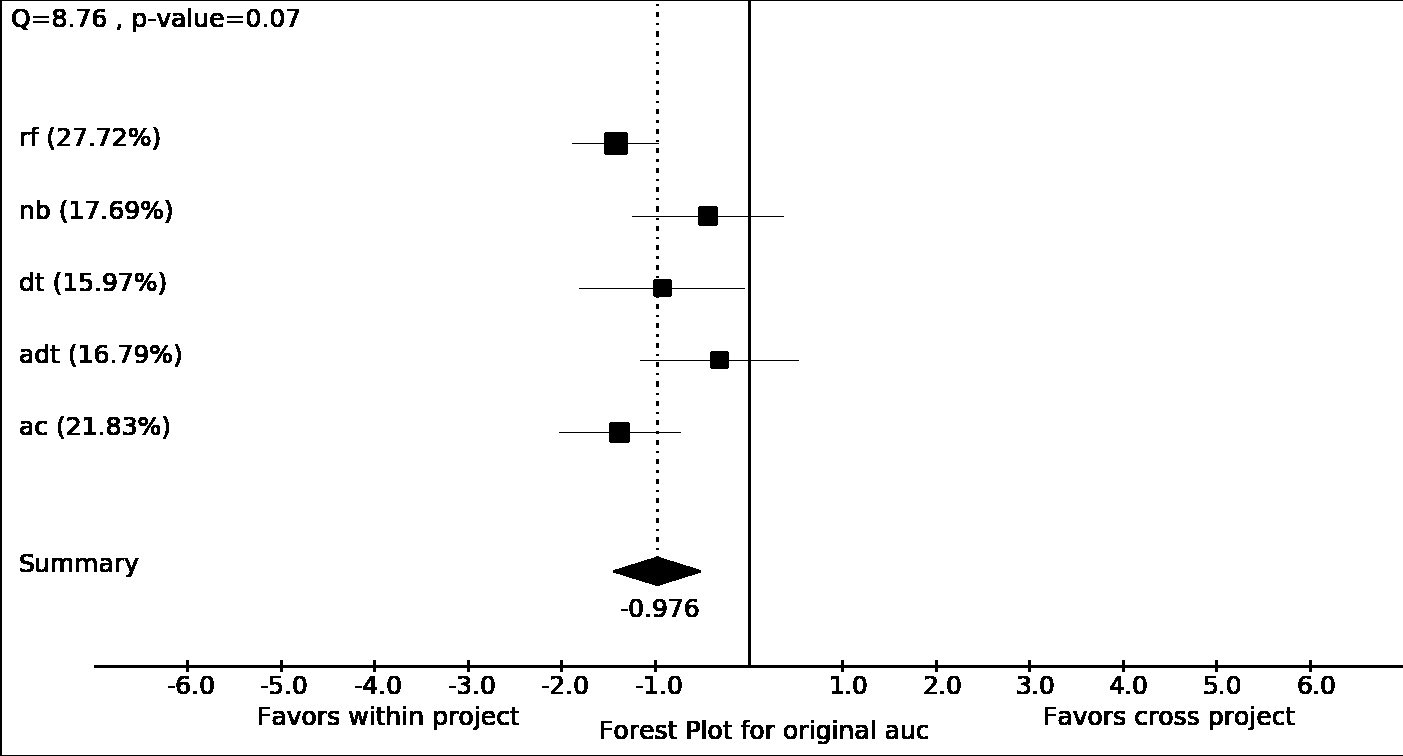 Q=8.76 , p-value=0.07
rf (27.72%)
nb (17.69%)
dt (15.97%)
adt (16.79%)
ac (21.83%)
Summary
-0.976
-6.0 -5.0 -4.0 -3.0 -2.0 -1.0 1.0 2.0 3.0 4.0 5.0 6.0
Favors within project Favors cross project
Forest Plot for original auc